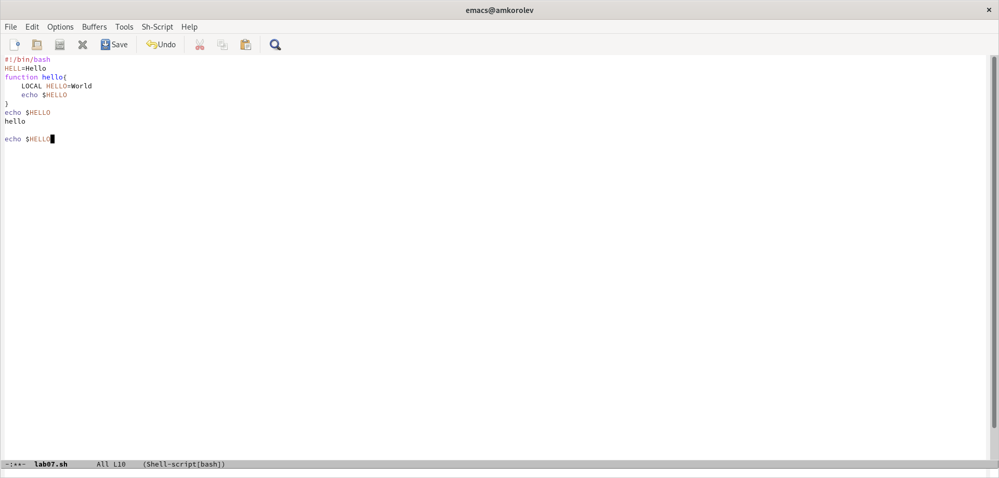 emacs@amkorolev
File Edit Options Buffers Tools Sh-Script Help
Save Undo
#!/bin/bash
HELL=Hello
function hello{
    LOCAL HELLO=World
    echo $HELLO
}
echo $HELLO
hello

echo $HELLO
-:**-  lab07.sh       All L10    (Shell-script[bash])